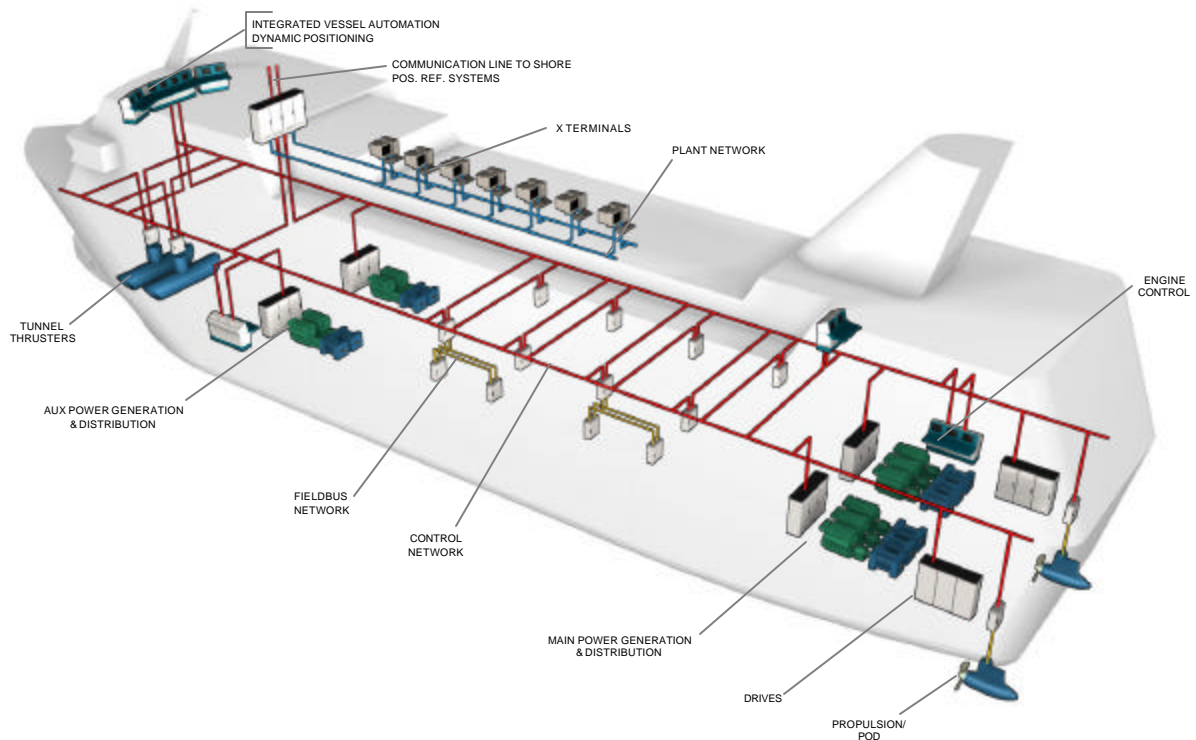 INTEGRATED VESSEL AUTOMATION
DYNAMIC POSITIONING
COMMUNICATION LINE TO SHORE
POS. REF. SYSTEMS
X TERMINALS
PLANT NETWORK
ENGINE
CONTROL
TUNNEL
THRUSTERS
AUX POWER GENERATION
& DISTRIBUTION
FIELDBUS
NETWORK
CONTROL
NETWORK
MAIN POWER GENERATION
& DISTRIBUTION
DRIVES
PROPULSION/
POD